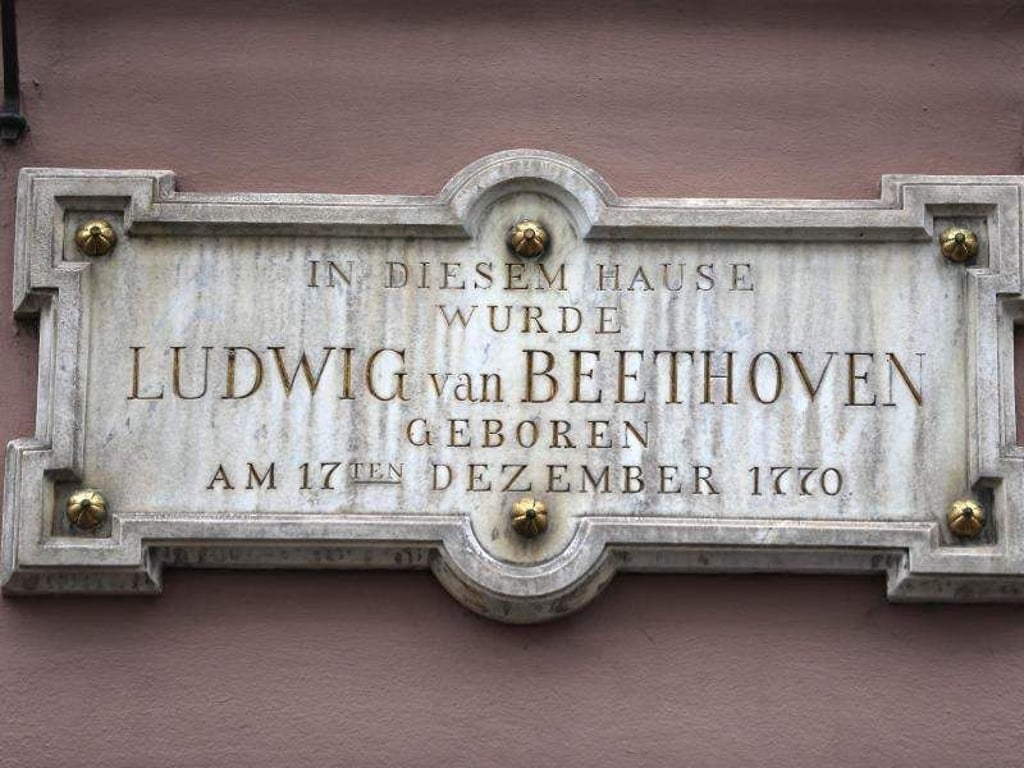 IN DIESEM HAUSE
WURDE
LUDWIG van BEETHOVEN
GEBOREN
AM 17TEN DEZEMBER 1770